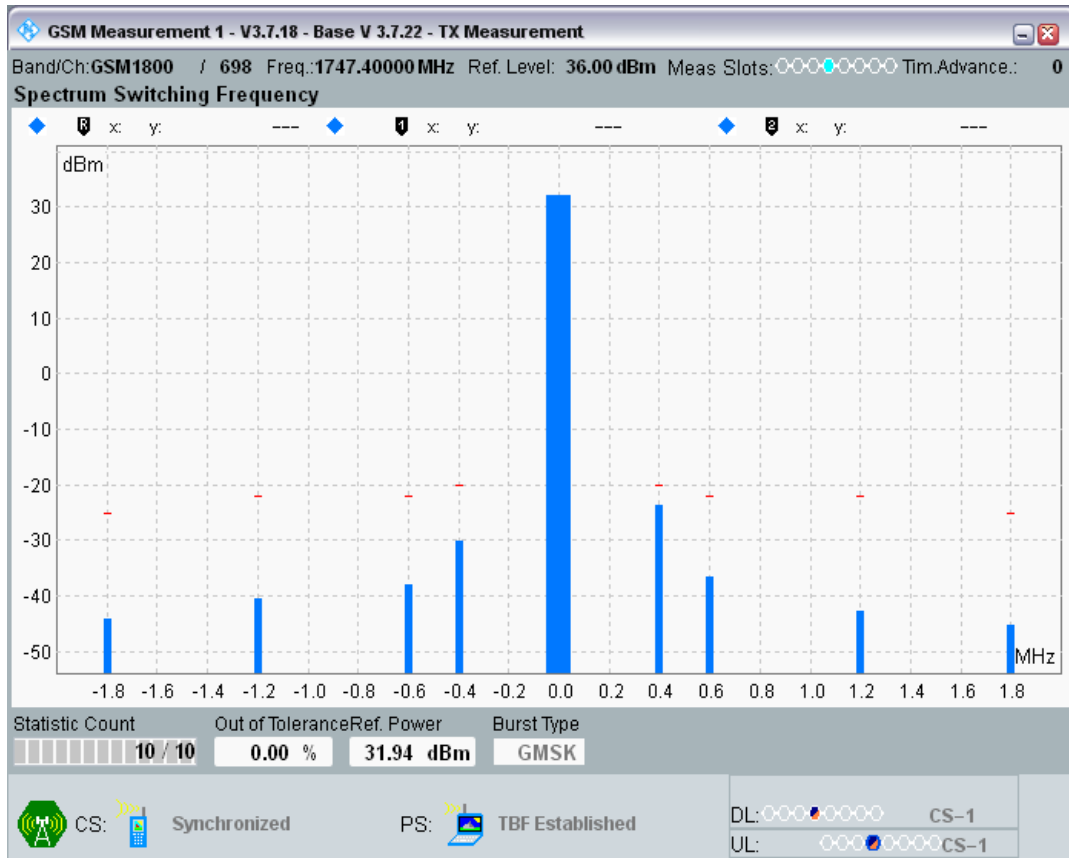 GSM Measurement 1 - V3.7.18 - Base V 3.7.22 - TX Measurement
Band/Ch:GSM1800 / 698 Freq.:1747.40000 MHz Ref. Level: 36.00 dBm Meas Slots: Tim.Advance.: 0
Spectrum Switching Frequency
R x: y: --- 1 x: y: --- 2 x: y: ---
dBm
30
20
10
0
-10
-20
-30
-40
-50
MHz
-1.8 -1.6 -1.4 -1.2 -1.0 -0.8 -0.6 -0.4 -0.2 0.0 0.2 0.4 0.6 0.8 1.0 1.2 1.4 1.6 1.8
Statistic Count Out of Tolerance Ref. Power Burst Type
10 / 10 0.00 % 31.94 dBm GMSK
CS: Synchronized PS: TBF Established
DL: CS-1
UL: CS-1